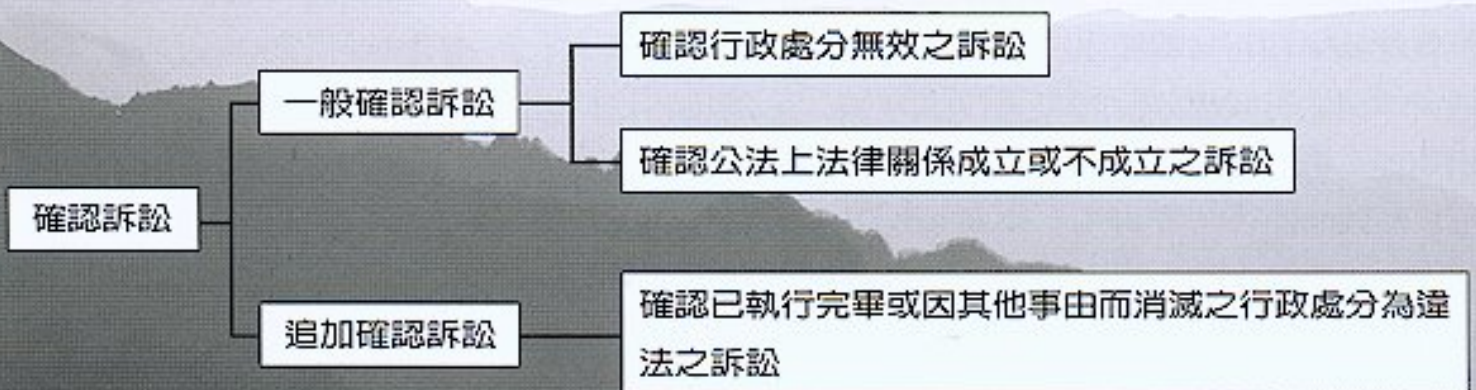 確認訴訟
一般確認訴訟
確認行政處分無效之訴訟
確認公法上法律關係成立或不成立之訴訟
追加確認訴訟
確認已執行完畢或因其他事由而消滅之行政處分為違
法之訴訟